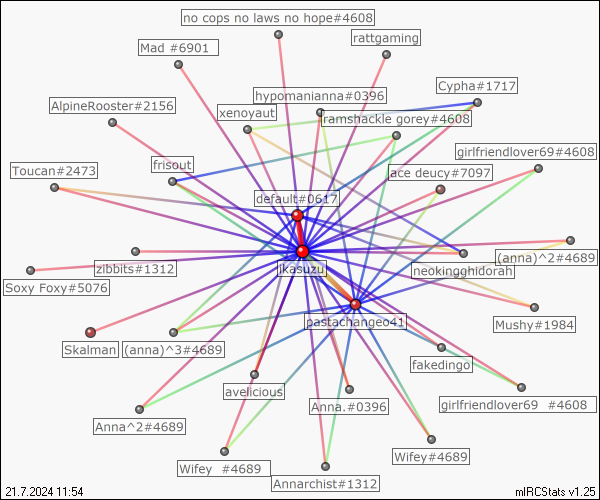 no cops no laws no hope#4608
rattgaming
Mad #6901
Cypha#1717
hypomanianna#0396
AlpineRooster#2156
xenoyaut
ramshackle gorey#4608
girlfriendlover69#4608
frisout
Toucan#2473
ace deucy#7097
default#0617
(anna)^2#4689
zibbits#1312
jkasuzu
neokingghidorah
Soxy Foxy#5076
pastachangeo41
Mushy#1984
Skalman
(anna)^3#4689
fakedingo
avelicious
Anna.#0396
girlfriendlover69 #4608
Anna^2#4689
Wifey #4689
Wifey#4689
Annarchist#1312
21.7.2024 11:54
mIRCStats v1.25